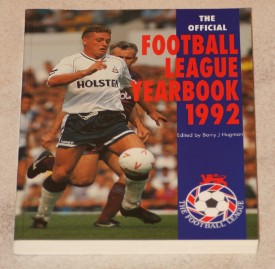 THE
OFFICIAL
FOOTBALL
LEAGUE
YEARBOOK
1992
Edited by Barry J Hugman
HOLSTEN
THE FOOTBALL LEAGUE